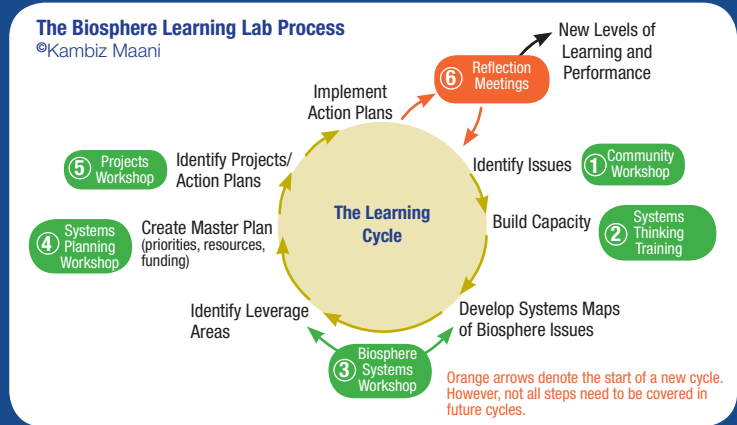 The Biosphere Learning Lab Process
©Kambiz Maani
New Levels of
Learning and
Performance
⑥ Reflection
Meetings
Implement
Action Plans
Identify Issues
① Community
Workshop
Build Capacity
② Systems
Thinking
Training
Develop Systems Maps
of Biosphere Issues
③ Biosphere
Systems
Workshop
Identify Leverage
Areas
Create Master Plan
(priorities, resources,
funding)
④ Systems
Planning
Workshop
Identify Projects/
Action Plans
⑤ Projects
Workshop
The Learning
Cycle
Orange arrows denote the start of a new cycle.
However, not all steps need to be covered in
future cycles.